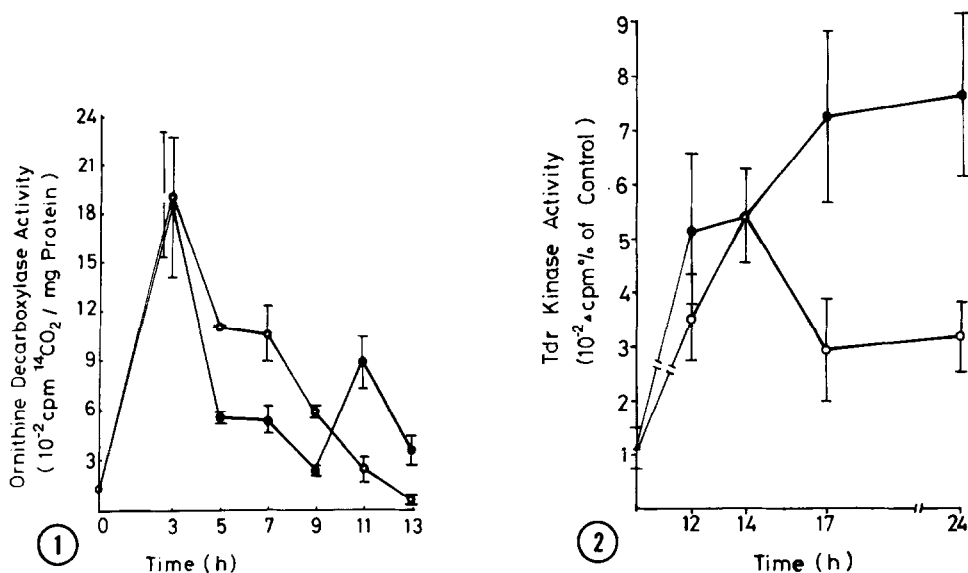 Ornithine Decarboxylase Activity
(10⁻² cpm ¹⁴CO₂ / mg Protein)
24
21
18
15
12
9
6
3
0 3 5 7 9 11 13
Time (h)
1
Tdr Kinase Activity
(10⁻² ▵cpm% of Control)
9
8
7
6
5
4
3
2
1
12 14 17 24
Time (h)
2